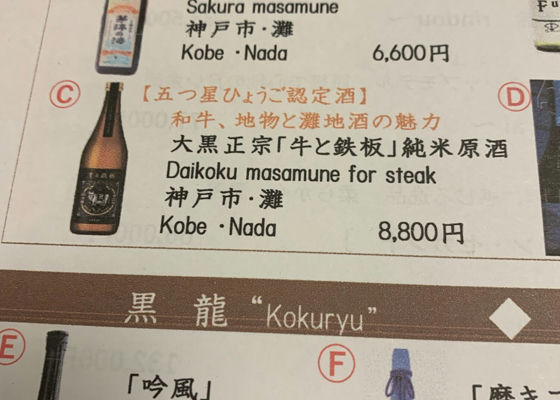 Sakura masamune
神戸市・灘
Kobe・Nada 6,600円
C
【五つ星ひょうご認定酒】
和牛、地物と灘地酒の魅力
大黒正宗「牛と鉄板」純米原酒
Daikoku masamune for steak
神戸市・灘
Kobe・Nada 8,800円
D
黒龍 “Kokuryu”
E
「吟風」
F